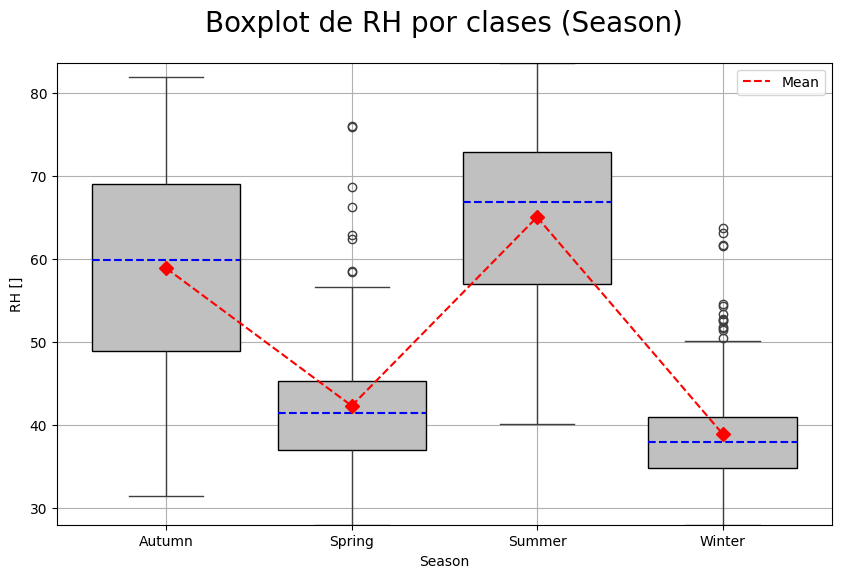 Boxplot de RH por clases (Season)
Mean
80
70
60
50
40
30
RH []
Autumn
Spring
Summer
Winter
Season